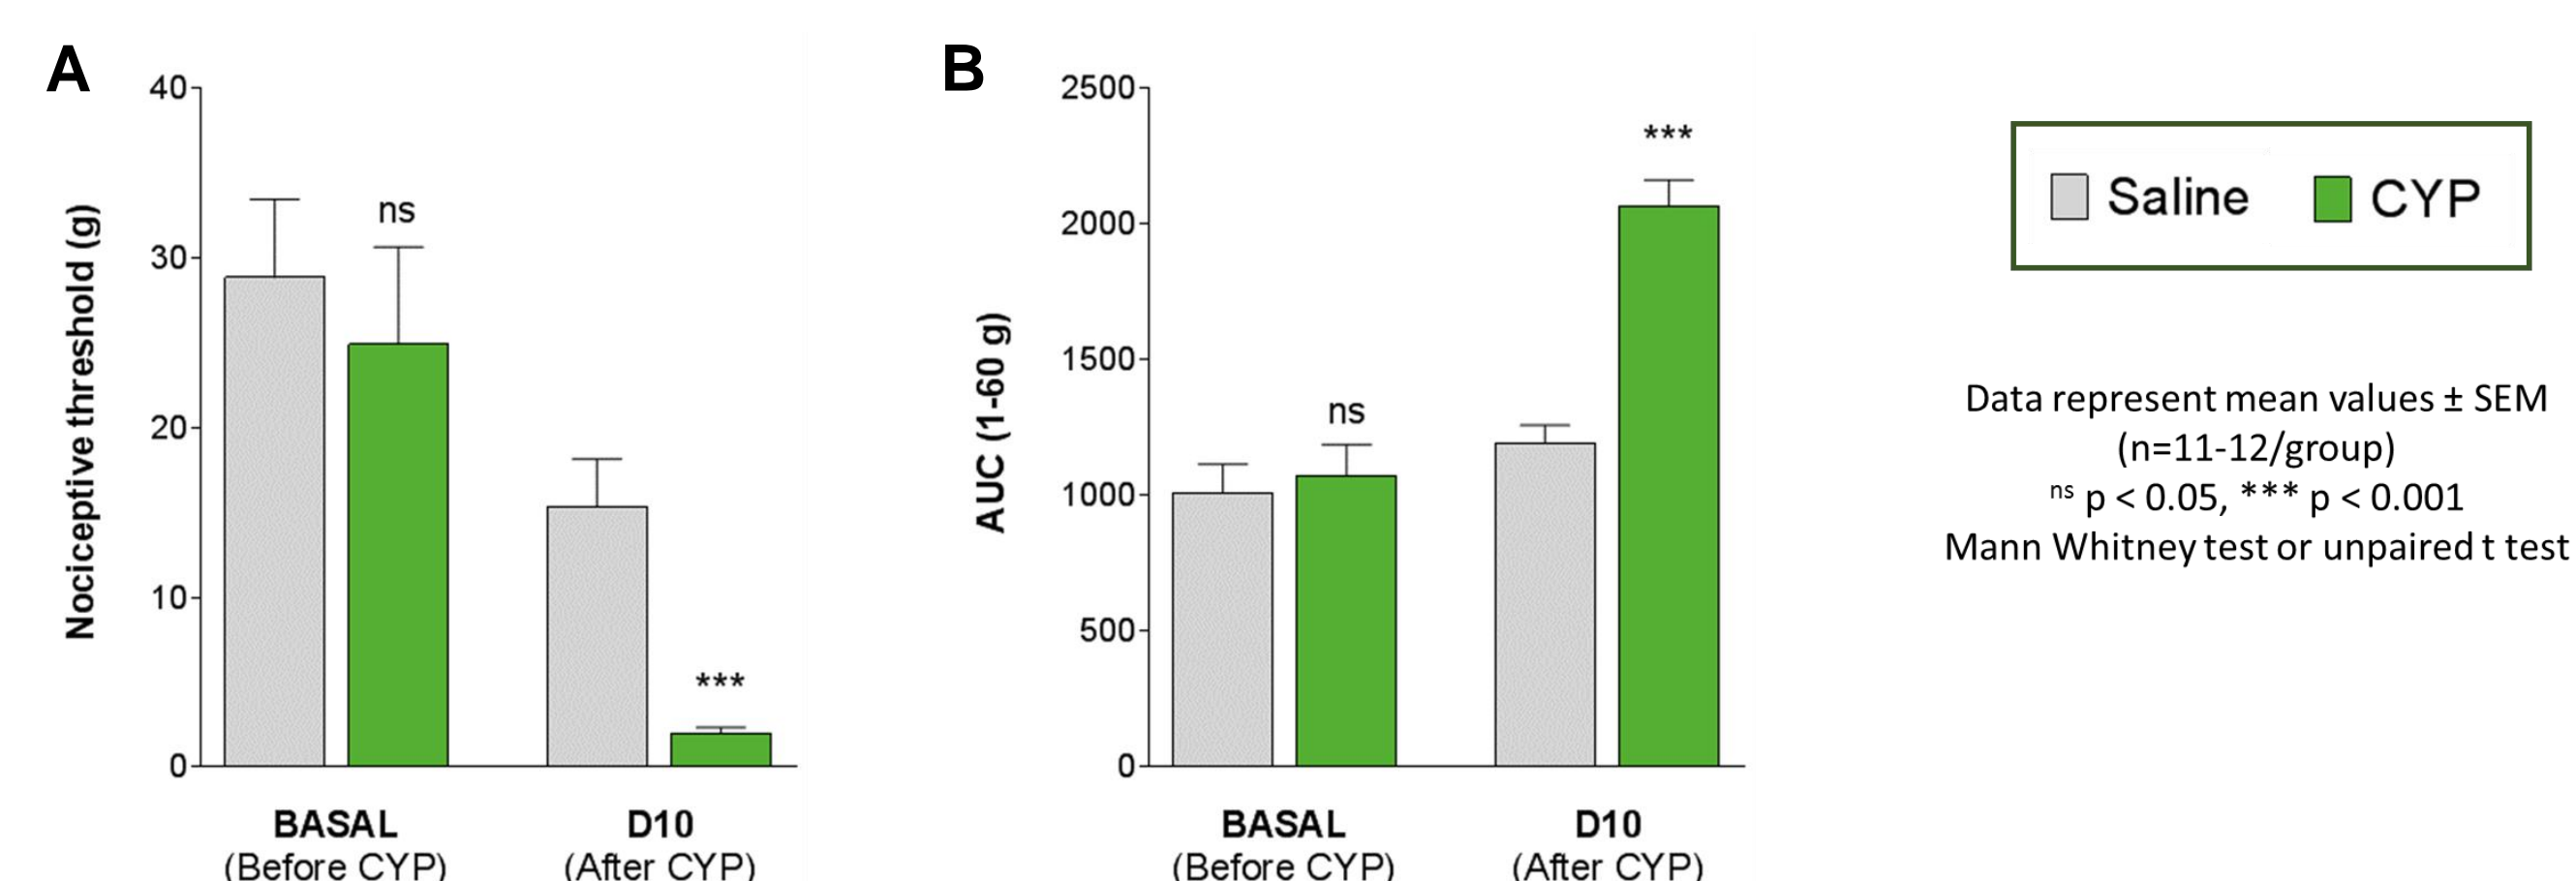 A
Nociceptive threshold (g)
40
30
20
10
0
ns
***
BASAL
(Before CYP)
D10
(After CYP)
B
AUC (1-60 g)
2500
2000
1500
1000
500
0
ns
***
BASAL
(Before CYP)
D10
(After CYP)
Saline CYP
Data represent mean values ± SEM
(n=11-12/group)
ns p < 0.05, *** p < 0.001
Mann Whitney test or unpaired t test